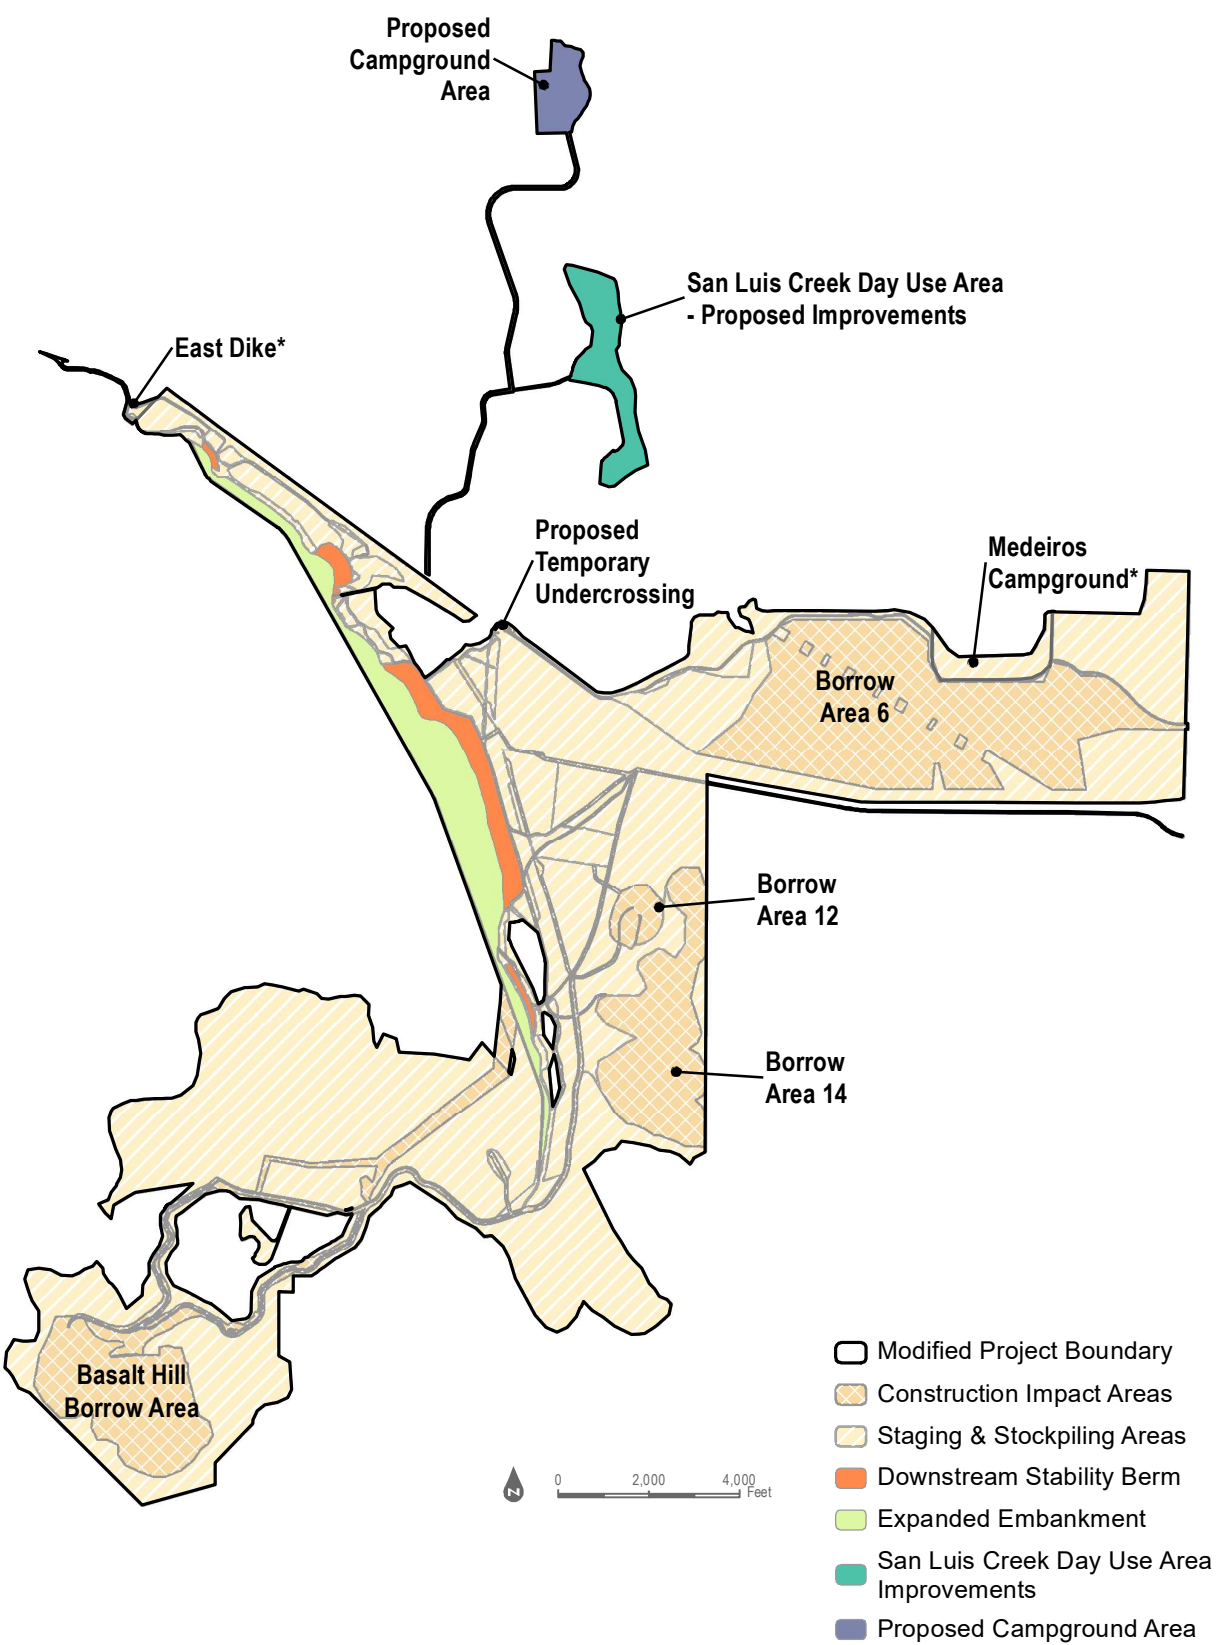 Proposed
Campground
Area
San Luis Creek Day Use Area
- Proposed Improvements
East Dike*
Proposed
Temporary
Undercrossing
Medeiros
Campground*
Borrow
Area 6
Borrow
Area 12
Borrow
Area 14
Basalt Hill
Borrow Area
N
0 2,000 4,000
Feet
Modified Project Boundary
Construction Impact Areas
Staging & Stockpiling Areas
Downstream Stability Berm
Expanded Embankment
San Luis Creek Day Use Area
Improvements
Proposed Campground Area